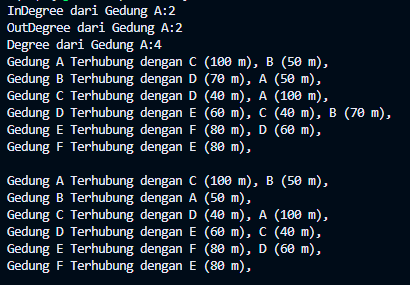 InDegree dari Gedung A:2
OutDegree dari Gedung A:2
Degree dari Gedung A:4
Gedung A Terhubung dengan C (100 m), B (50 m),
Gedung B Terhubung dengan D (70 m), A (50 m),
Gedung C Terhubung dengan D (40 m), A (100 m),
Gedung D Terhubung dengan E (60 m), C (40 m), B (70 m),
Gedung E Terhubung dengan F (80 m), D (60 m),
Gedung F Terhubung dengan E (80 m),

Gedung A Terhubung dengan C (100 m), B (50 m),
Gedung B Terhubung dengan A (50 m),
Gedung C Terhubung dengan D (40 m), A (100 m),
Gedung D Terhubung dengan E (60 m), C (40 m),
Gedung E Terhubung dengan F (80 m), D (60 m),
Gedung F Terhubung dengan E (80 m),